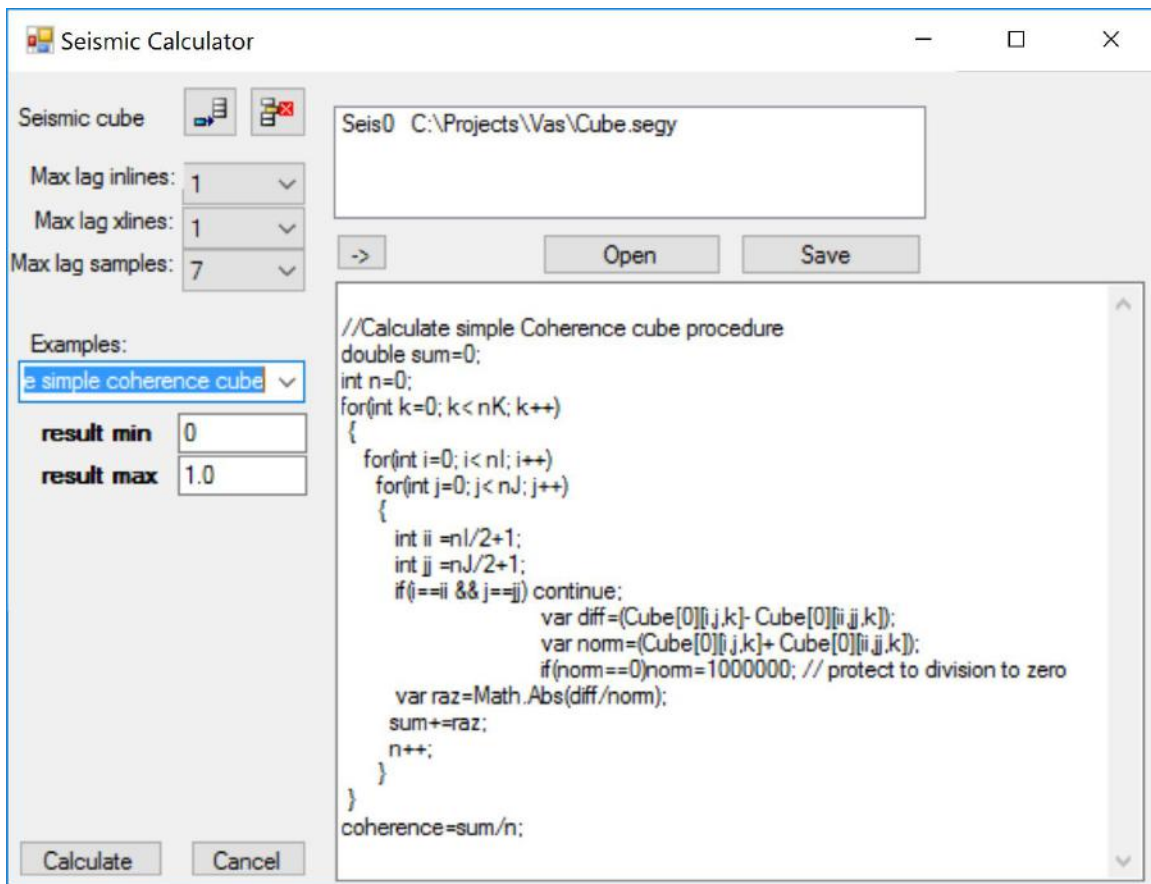 Seismic Calculator
Seismic cube
Seis0 C:\Projects\Vas\Cube.segy
Max lag inlines: 1
Max lag xlines: 1
Max lag samples: 7
-> Open Save
Examples:
e simple coherence cube
result min 0
result max 1.0
//Calculate simple Coherence cube procedure
double sum=0;
int n=0;
for(int k=0; k< nK; k++)
{
for(int i=0; i< nI; i++)
for(int j=0; j< nJ; j++)
{
int ii =nI/2+1;
int jj =nJ/2+1;
if(i==ii && j==jj) continue;
var diff=(Cube[0][i,j,k]- Cube[0][ii,jj,k]);
var norm=(Cube[0][i,j,k]+ Cube[0][ii,jj,k]);
if(norm==0)norm=1000000; // protect to division to zero
var raz=Math.Abs(diff/norm);
sum+=raz;
n++;
}
}
coherence=sum/n;
Calculate Cancel